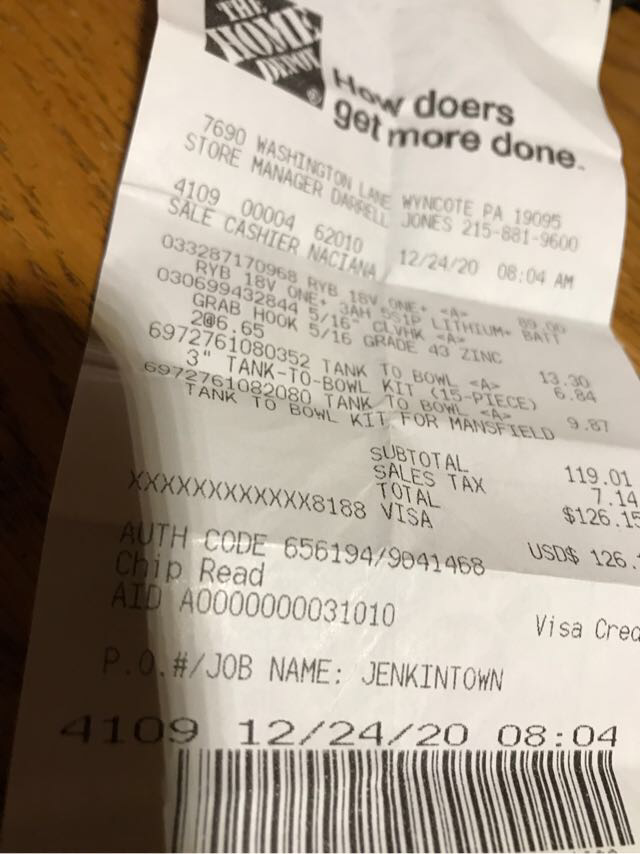 THE
HOME
DEPOT
How doers
get more done.
7690 WASHINGTON LANE WYNCOTE PA 19095
STORE MANAGER DARRELL JONES 215-881-9600
4109 00004 62010 12/24/20 08:04 AM
SALE CASHIER NACIANA
033287170968 RYB 18V ONE+ <A> 89.00
RYB 18V ONE+ 3AH 5S1P LITHIUM+ BATT
030699432844 5/16" CLVHK <A>
GRAB HOOK 5/16 GRADE 43 ZINC
2@6.65 13.30
6972761080352 TANK TO BOWL <A> 6.84
3" TANK-TO-BOWL KIT (15-PIECE)
6972761082080 TANK TO BOWL <A> 9.87
TANK TO BOWL KIT FOR MANSFIELD
SUBTOTAL 119.01
SALES TAX 7.14
TOTAL $126.15
XXXXXXXXXXXX8188 VISA
USD$ 126.
AUTH CODE 656194/9041468
Chip Read
AID A0000000031010 Visa Cred
P.O.#/JOB NAME: JENKINTOWN
4109 12/24/20 08:04